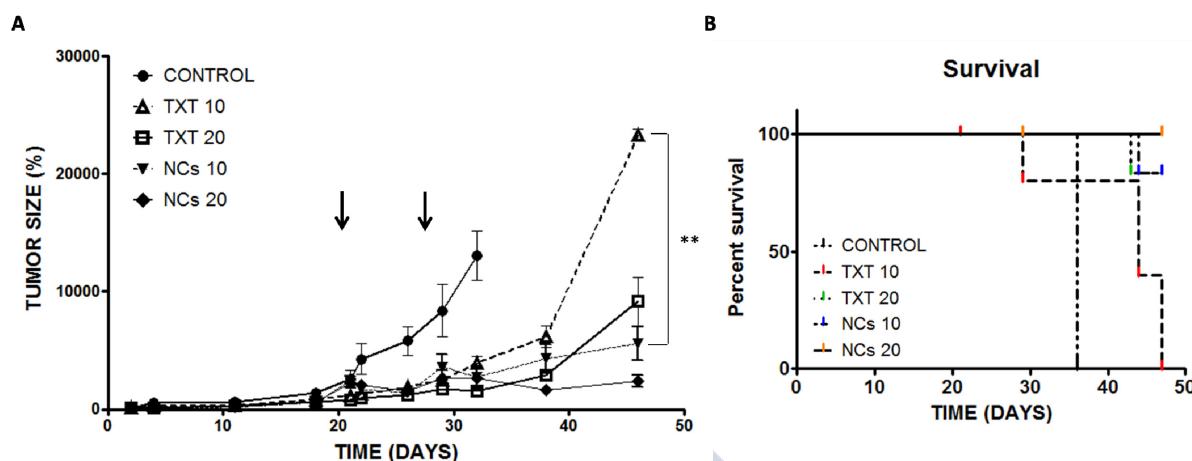 A
30000
20000
10000
0
TUMOR SIZE (%)
CONTROL
TXT 10
TXT 20
NCs 10
NCs 20
**
0 10 20 30 40 50
TIME (DAYS)
B
Survival
100
50
0
Percent survival
CONTROL
TXT 10
TXT 20
NCs 10
NCs 20
0 10 20 30 40 50
TIME (DAYS)